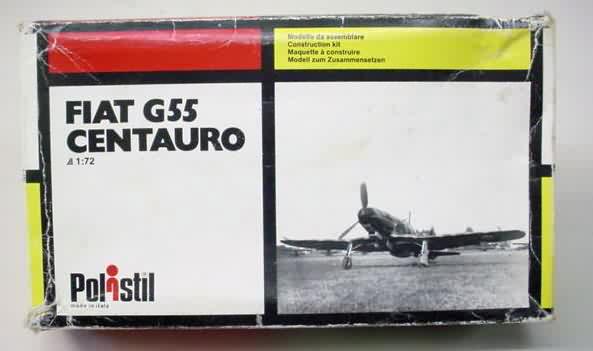 Modello da assemblare
Construction kit
Maquette à construire
Modell zum Zusammensetzen
FIAT G55
CENTAURO
1:72
Polistil
made in italy